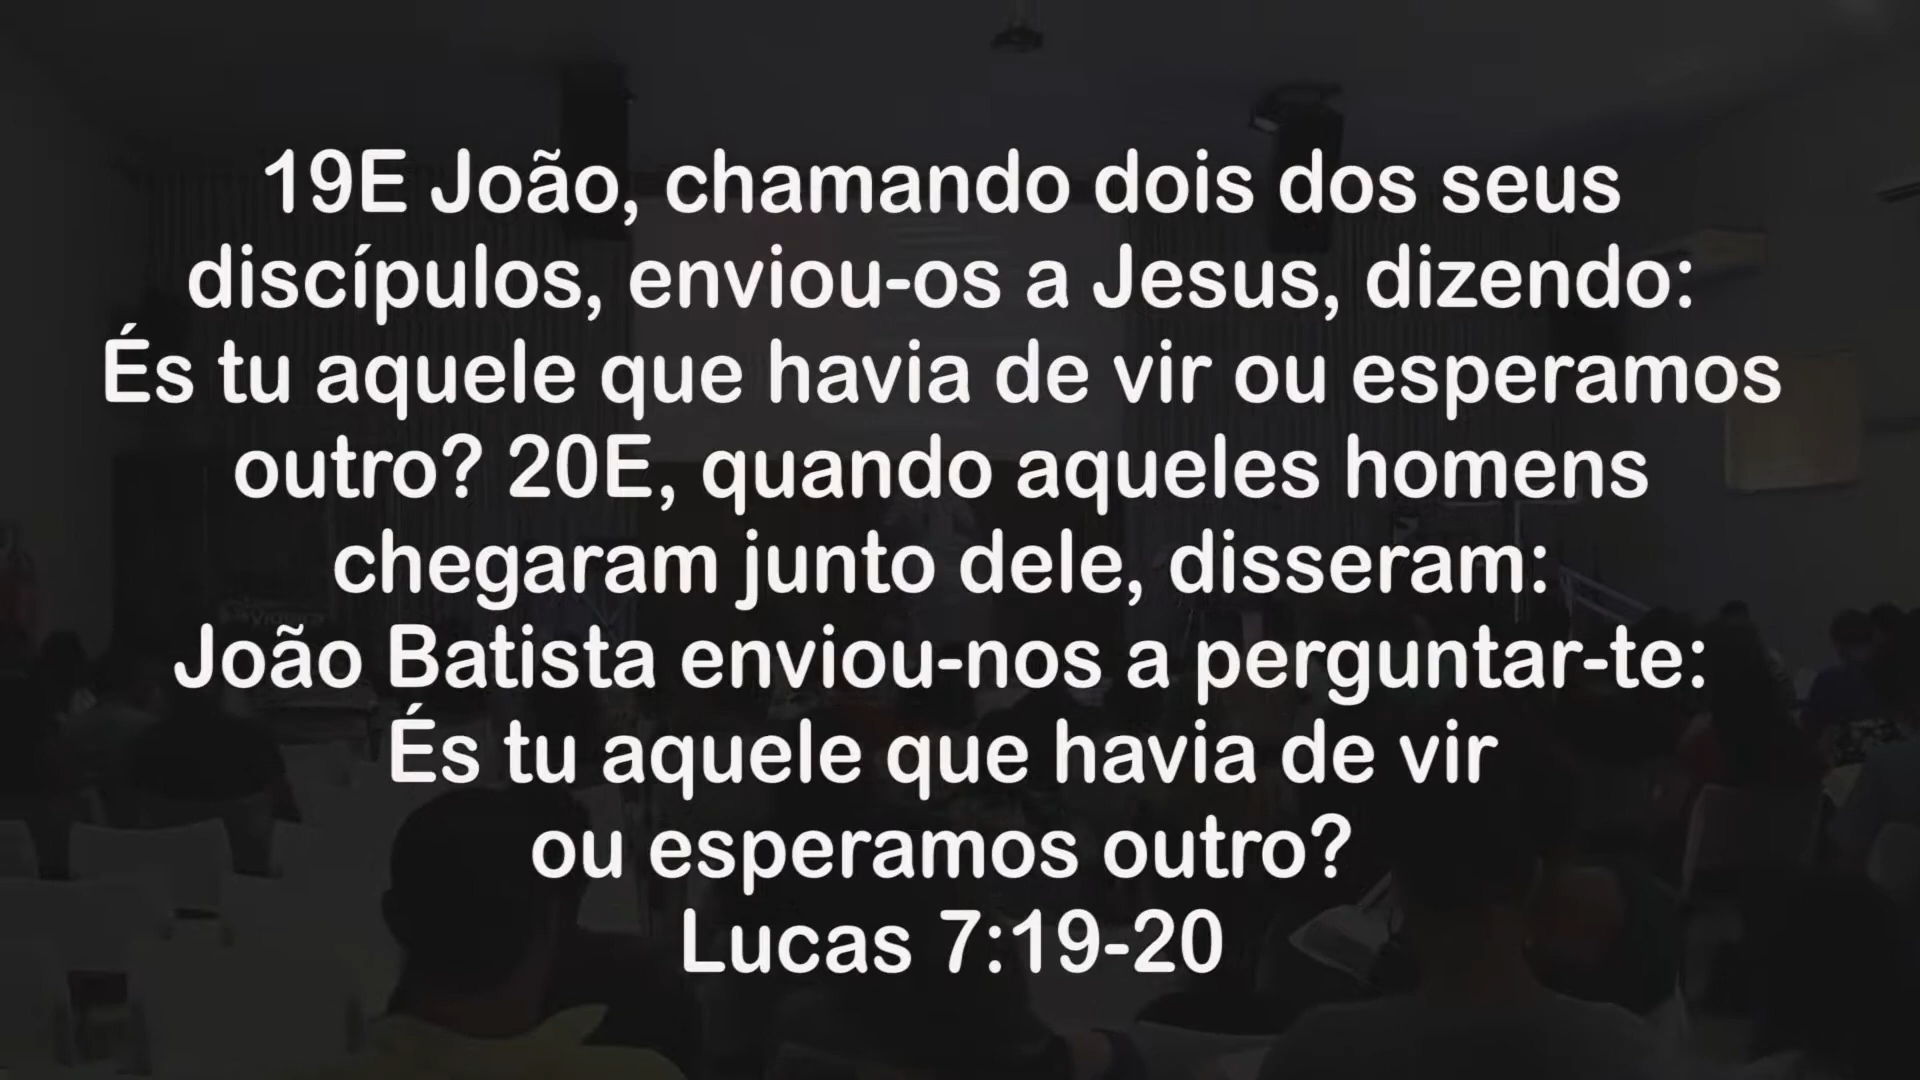 19E João, chamando dois dos seus
discípulos, enviou-os a Jesus, dizendo:
És tu aquele que havia de vir ou esperamos
outro? 20E, quando aqueles homens
chegaram junto dele, disseram:
João Batista enviou-nos a perguntar-te:
És tu aquele que havia de vir
ou esperamos outro?
Lucas 7:19-20